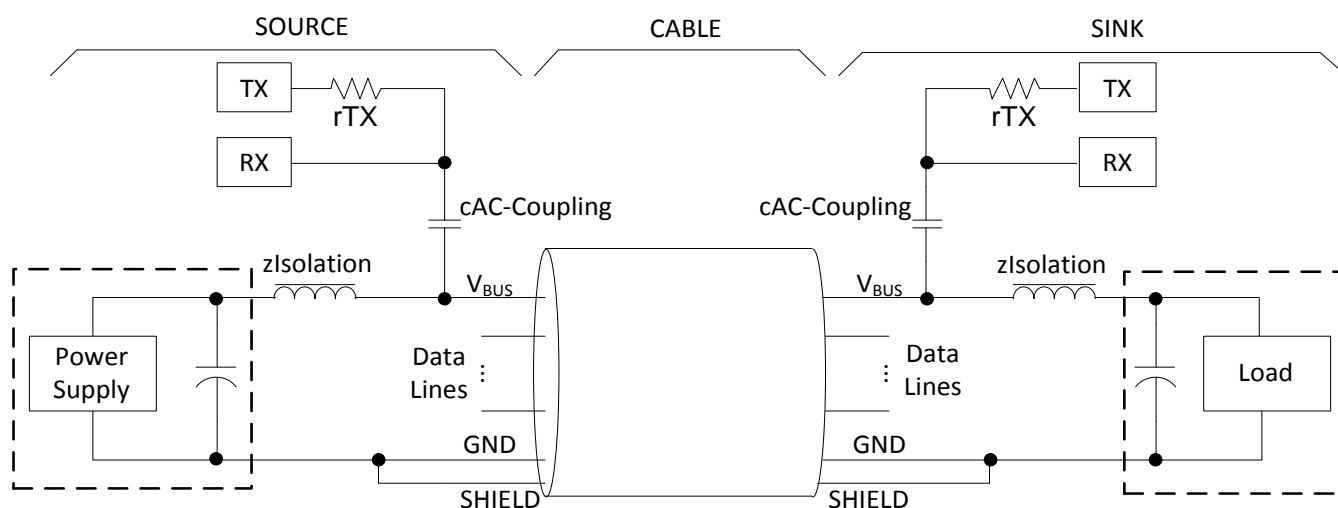 SOURCE
CABLE
SINK
TX
rTX
rTX
TX
RX
RX
cAC-Coupling
cAC-Coupling
zIsolation
zIsolation
VBUS
VBUS
Power
Supply
Data
Lines
...
Data
Lines
...
Load
GND
GND
SHIELD
SHIELD